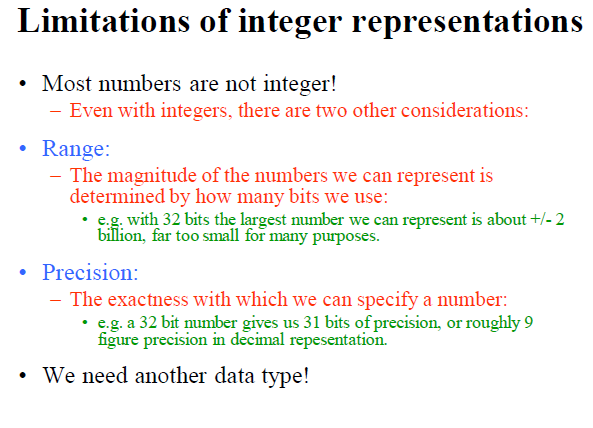 Limitations of integer representations
• Most numbers are not integer!
– Even with integers, there are two other considerations:
• Range:
– The magnitude of the numbers we can represent is
determined by how many bits we use:
• e.g. with 32 bits the largest number we can represent is about +/- 2
billion, far too small for many purposes.
• Precision:
– The exactness with which we can specify a number:
• e.g. a 32 bit number gives us 31 bits of precision, or roughly 9
figure precision in decimal repesentation.
• We need another data type!